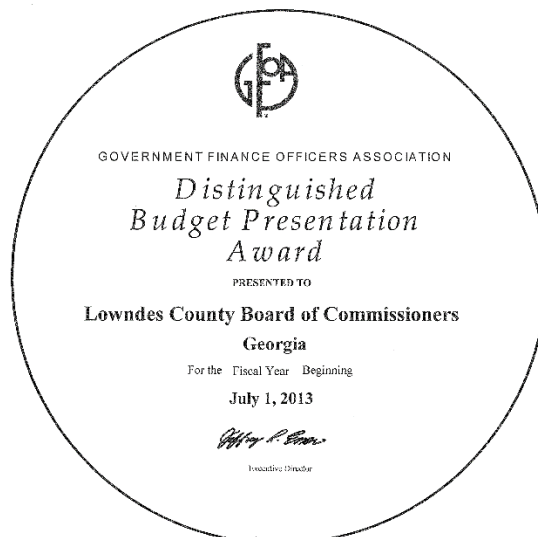 GFOA
GOVERNMENT FINANCE OFFICERS ASSOCIATION
Distinguished
Budget Presentation
Award
PRESENTED TO
Lowndes County Board of Commissioners
Georgia
For the Fiscal Year Beginning
July 1, 2013
Executive Director